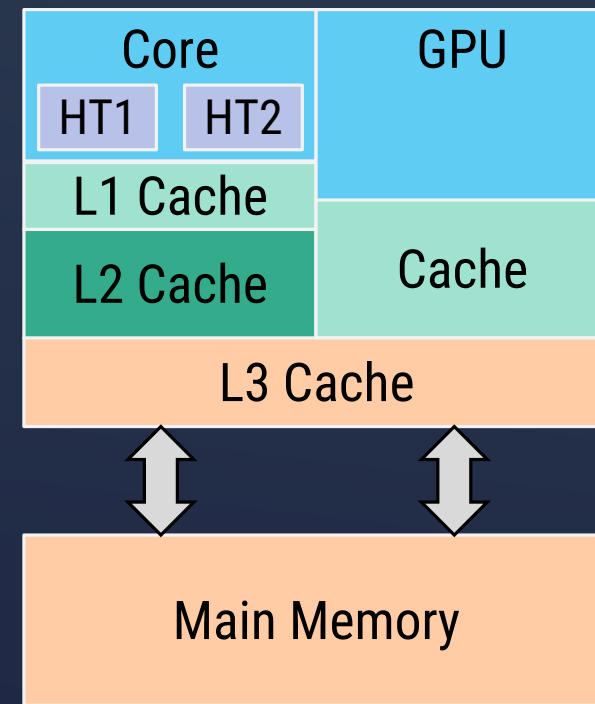 Core
GPU
HT1
HT2
L1 Cache
L2 Cache
Cache
L3 Cache
Main Memory